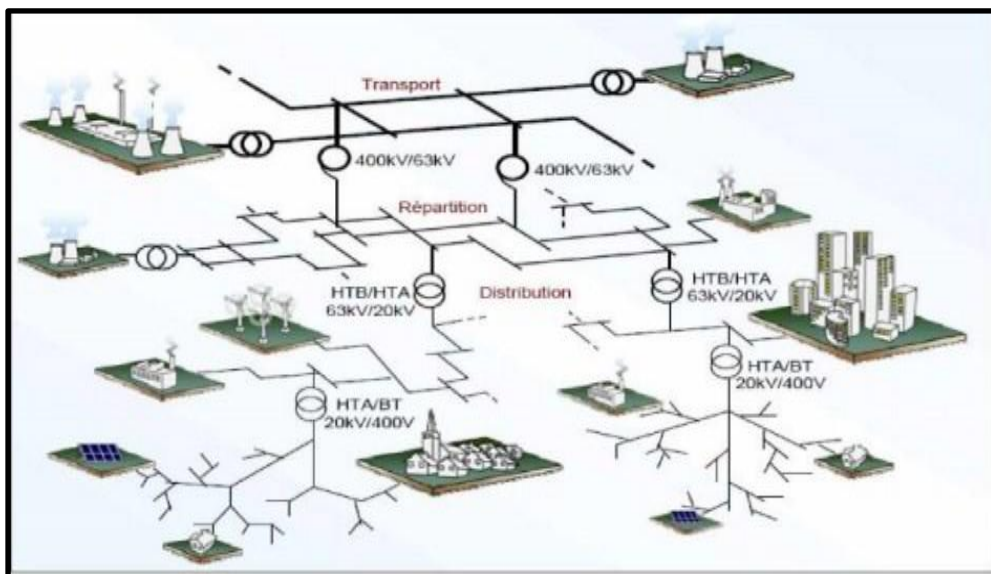 Transport
400kV/63kV
400kV/63kV
Répartition
HTB/HTA
63kV/20kV
Distribution
HTB/HTA
63kV/20kV
HTA/BT
20kV/400V
HTA/BT
20kV/400V